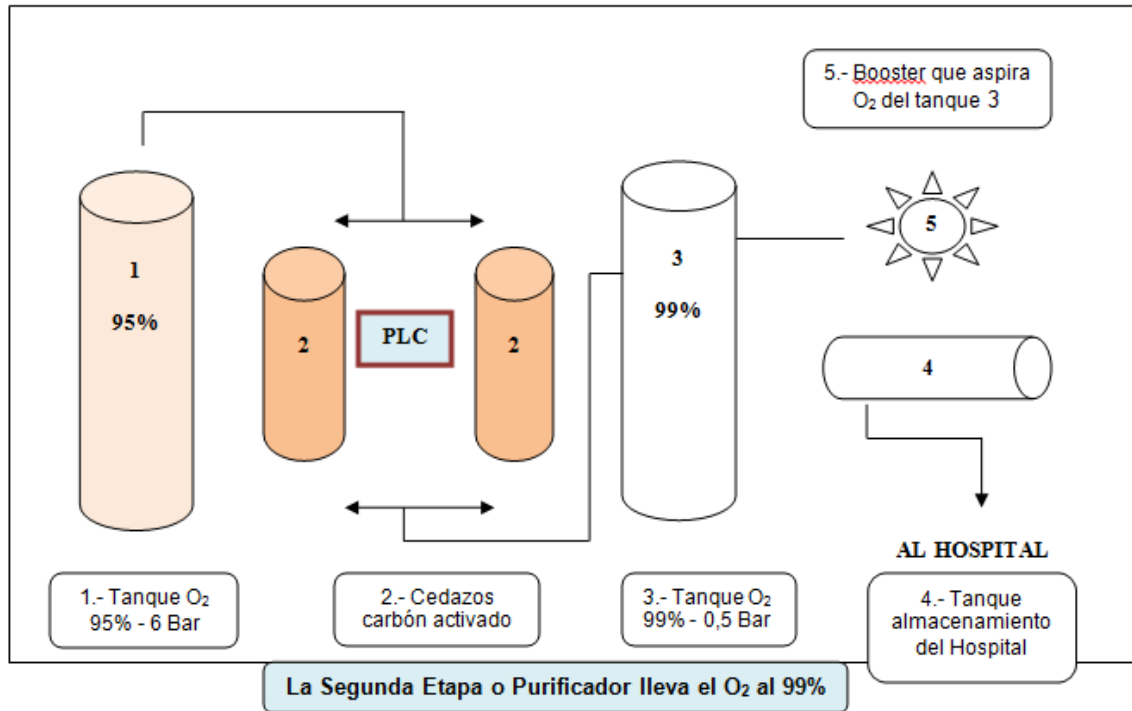 5.- Booster que aspira
O₂ del tanque 3
1
95%
2
PLC
2
3
99%
5
4
AL HOSPITAL
1.- Tanque O₂
95% - 6 Bar
2.- Cedazos
carbón activado
3.- Tanque O₂
99% - 0,5 Bar
4.- Tanque
almacenamiento
del Hospital
La Segunda Etapa o Purificador lleva el O₂ al 99%